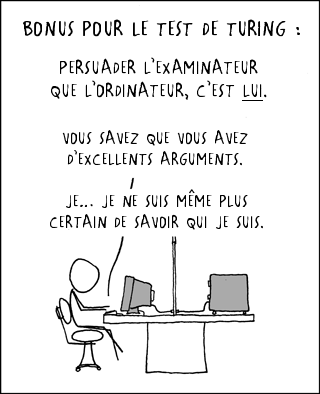 BONUS POUR LE TEST DE TURING :
PERSUADER L'EXAMINATEUR
QUE L'ORDINATEUR, C'EST LUI.
VOUS SAVEZ QUE VOUS AVEZ
D'EXCELLENTS ARGUMENTS.
JE... JE NE SUIS MÊME PLUS
CERTAIN DE SAVOIR QUI JE SUIS.